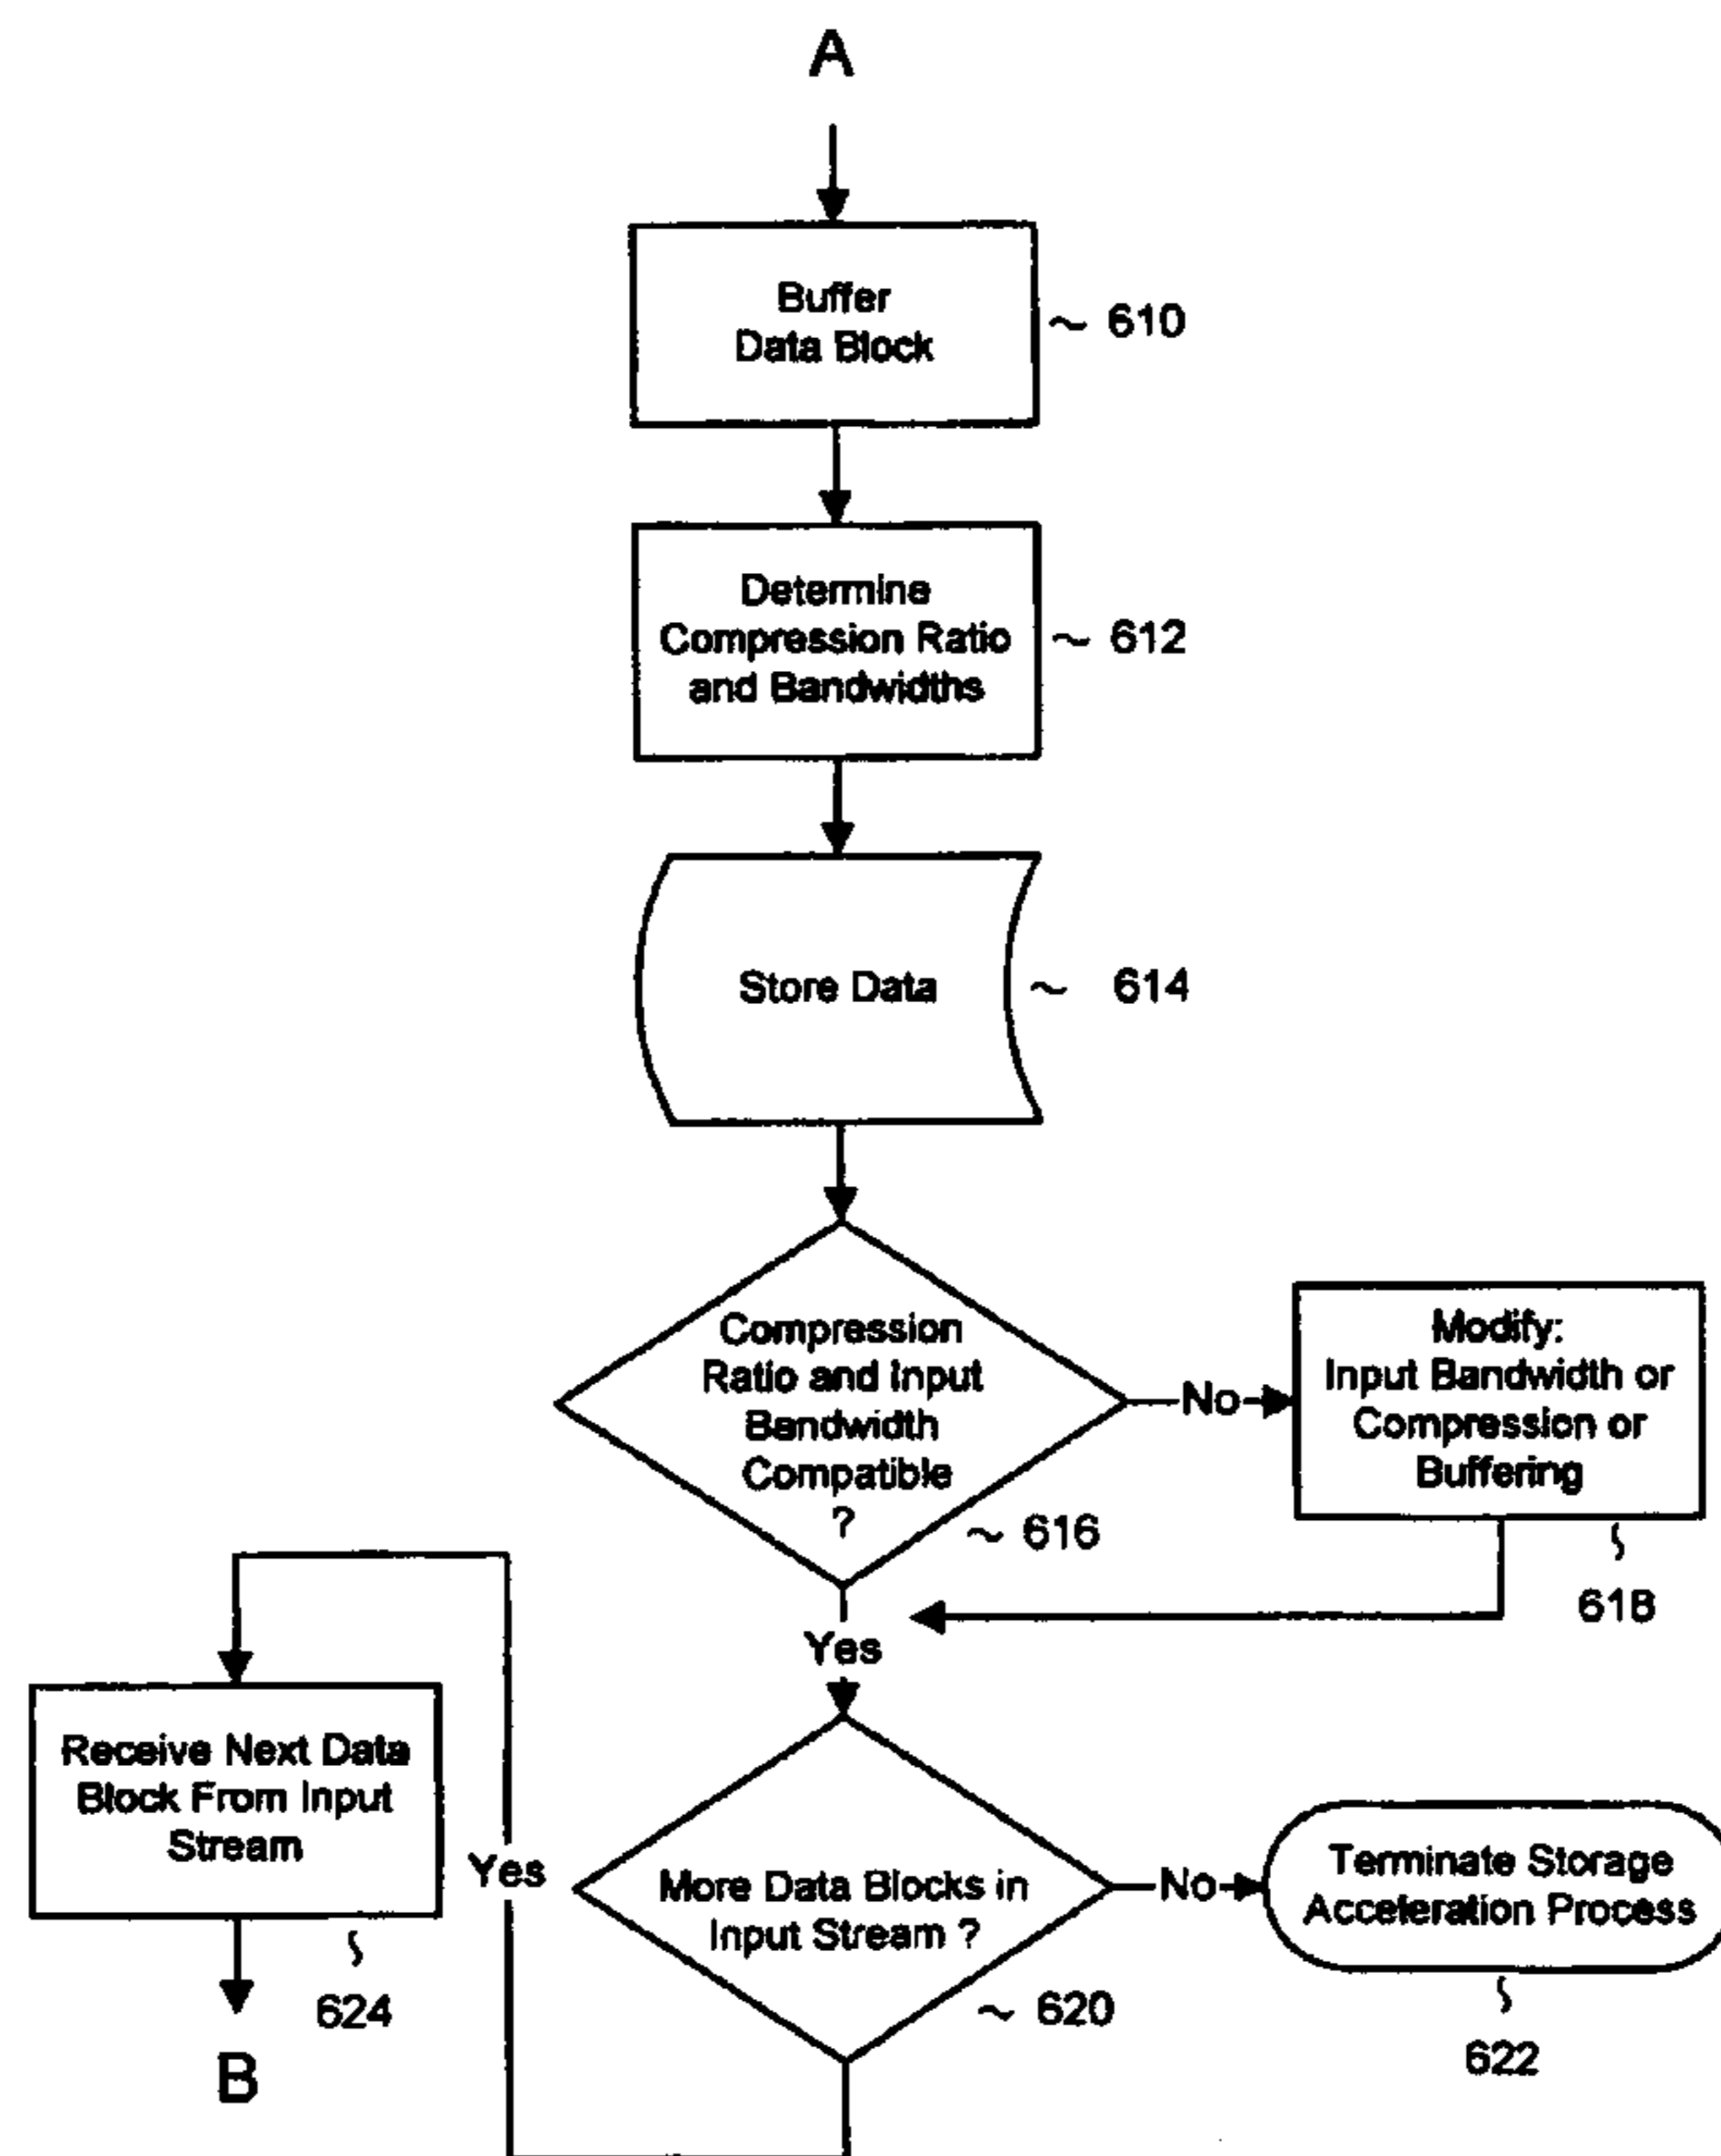 A
Buffer
Data Block
~ 610
Determine
Compression Ratio
and Bandwidths
~ 612
Store Data
~ 614
Compression
Ratio and Input
Bandwidth
Compatible
?
~ 616
No
Modify:
Input Bandwidth or
Compression or
Buffering
618
Yes
More Data Blocks in
Input Stream ?
~ 620
No
Terminate Storage
Acceleration Process
622
Yes
Receive Next Data
Block From Input
Stream
624
B